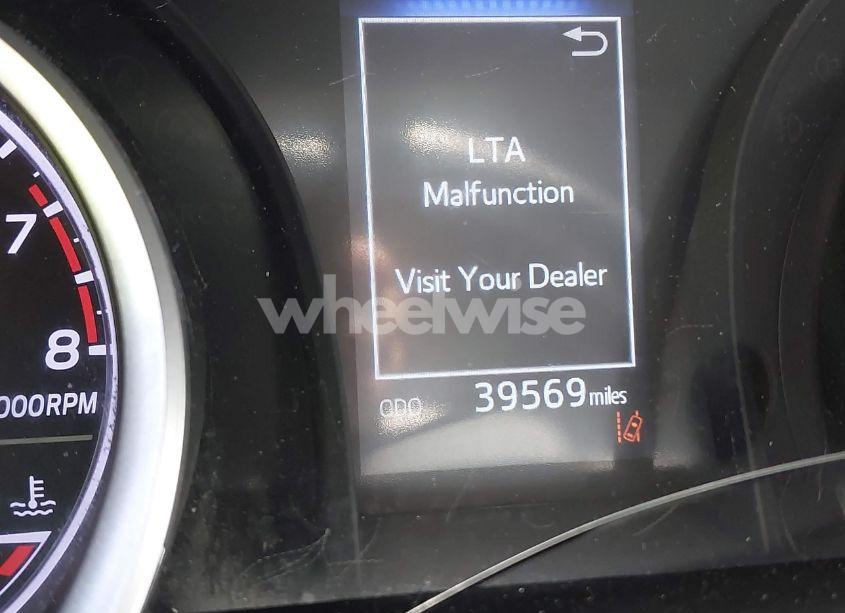 LTA
Malfunction
Visit Your Dealer
wheelwise
ODO 39569 miles
7
8
000RPM